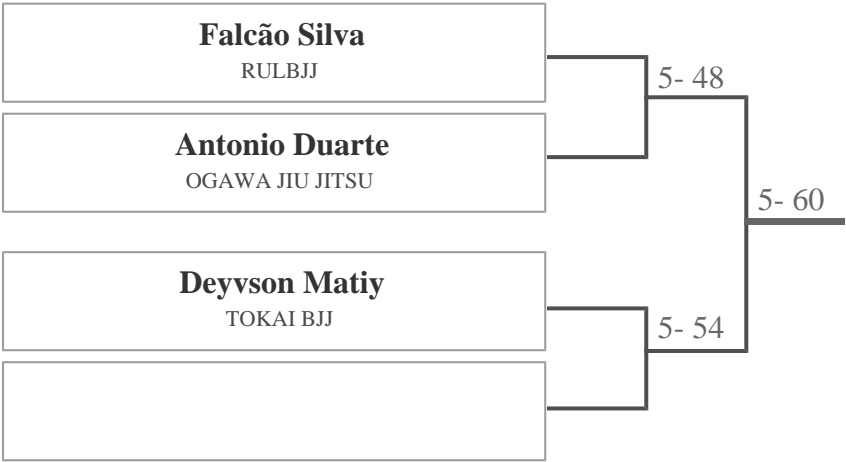 Falcão Silva
RULBJJ
5- 48
Antonio Duarte
OGAWA JIU JITSU
5- 60
Deyvson Matiy
TOKAI BJJ
5- 54